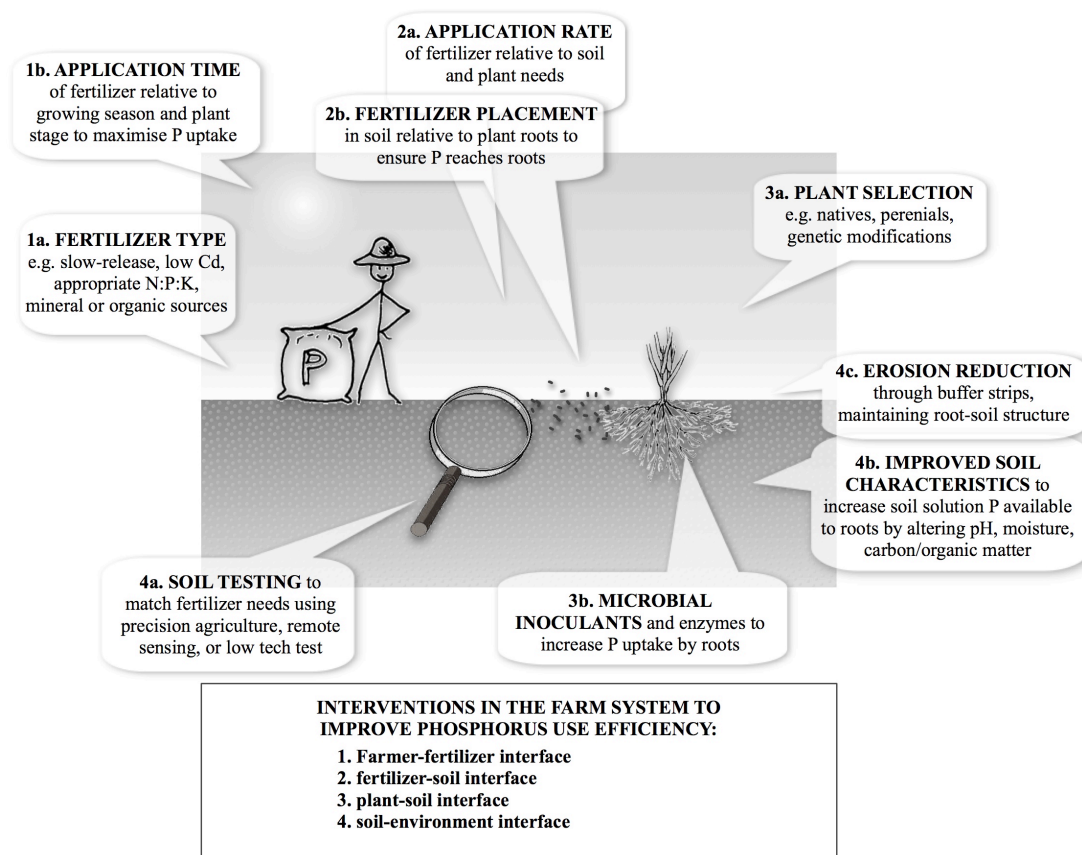 2a. APPLICATION RATE
of fertilizer relative to soil
and plant needs
1b. APPLICATION TIME
of fertilizer relative to
growing season and plant
stage to maximise P uptake
2b. FERTILIZER PLACEMENT
in soil relative to plant roots to
ensure P reaches roots
3a. PLANT SELECTION
e.g. natives, perenials,
genetic modifications
1a. FERTILIZER TYPE
e.g. slow-release, low Cd,
appropriate N:P:K,
mineral or organic sources
P
4c. EROSION REDUCTION
through buffer strips,
maintaining root-soil structure
4b. IMPROVED SOIL
CHARACTERISTICS to
increase soil solution P available
to roots by altering pH, moisture,
carbon/organic matter
4a. SOIL TESTING to
match fertilizer needs using
precision agriculture, remote
sensing, or low tech test
3b. MICROBIAL
INOCULANTS and enzymes to
increase P uptake by roots
INTERVENTIONS IN THE FARM SYSTEM TO
IMPROVE PHOSPHORUS USE EFFICIENCY:
1. Farmer-fertilizer interface
2. fertilizer-soil interface
3. plant-soil interface
4. soil-environment interface